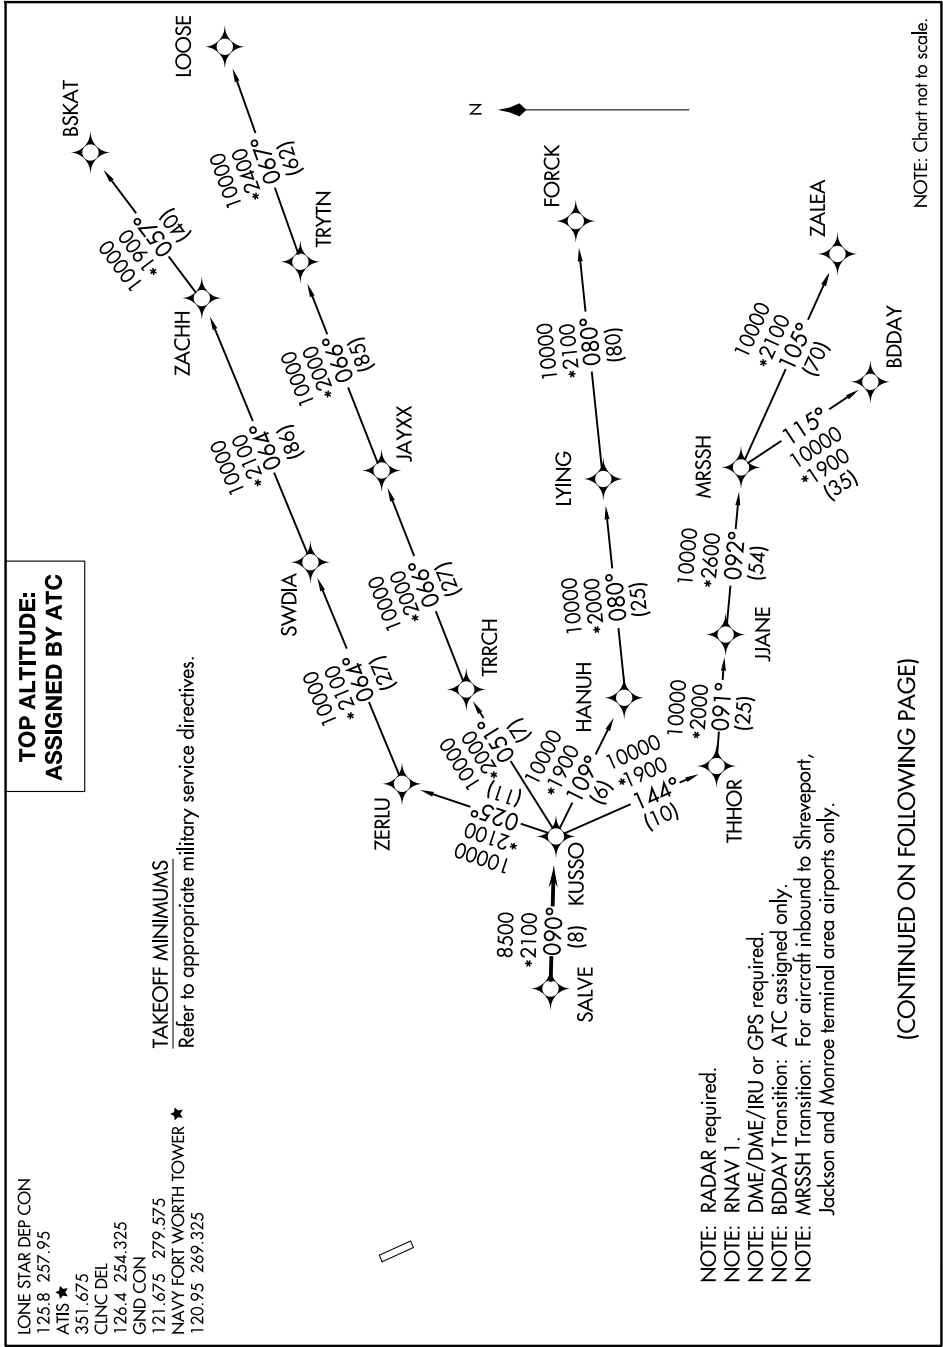 LONE STAR DEP CON
125.8 257.95
ATIS ★
351.675
CLNC DEL
126.4 254.325
GND CON
121.675 279.575
NAVY FORT WORTH TOWER ★
120.95 269.325
TOP ALTITUDE:
ASSIGNED BY ATC
TAKEOFF MINIMUMS
Refer to appropriate military service directives.
SALVE
8500
*2100
090°
(8)
KUSSO
10000
*2100
025°
(11)
ZERLU
10000
*2100
064°
(27)
SWDIA
10000
*2100
064°
(86)
ZACHH
10000
*1900
057°
(40)
BSKAT
10000
*2000
051°
(7)
TRRCH
10000
*2000
066°
(27)
JAYXX
10000
*2000
066°
(85)
TRYTN
10000
*2400
067°
(62)
LOOSE
N
10000
*1900
109°
(6)
HANUH
10000
*2000
080°
(25)
LYING
10000
*2100
080°
(80)
FORCK
10000
*1900
144°
(10)
THHOR
10000
*2000
091°
(25)
JJANE
10000
*2600
092°
(54)
MRSSH
10000
*2100
105°
(70)
ZALEA
115°
10000
*1900
(35)
BDDAY
NOTE: RADAR required.
NOTE: RNAV 1.
NOTE: DME/DME/IRU or GPS required.
NOTE: BDDAY Transition: ATC assigned only.
NOTE: MRSSH Transition: For aircraft inbound to Shreveport,
Jackson and Monroe terminal area airports only.
(CONTINUED ON FOLLOWING PAGE)
NOTE: Chart not to scale.